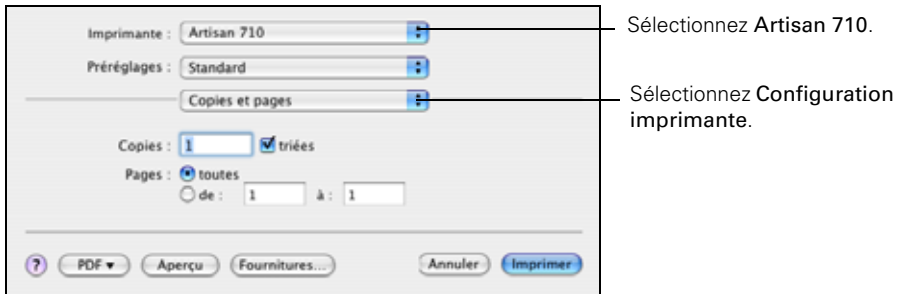 Imprimante : Artisan 710
Sélectionnez Artisan 710.
Préréglages : Standard
Copies et pages
Sélectionnez Configuration
imprimante.
Copies : 1 triées
Pages : toutes
de : 1 à : 1
? PDF Aperçu Fournitures... Annuler Imprimer